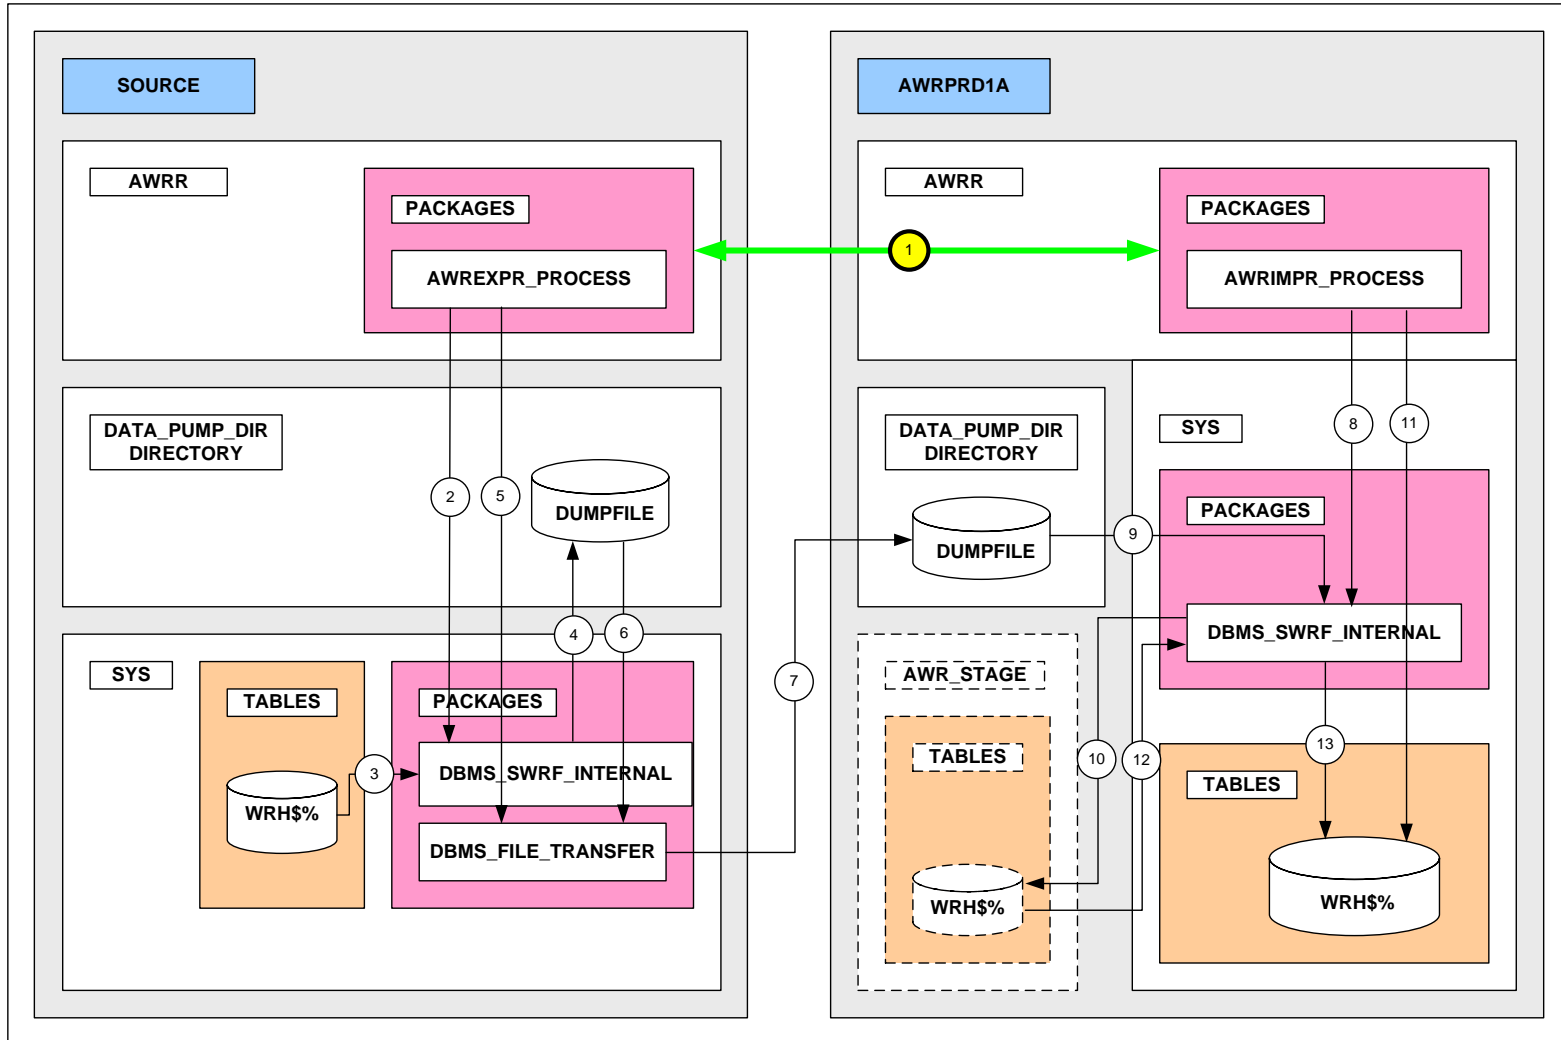 SOURCE
AWRR
PACKAGES
AWREXPR_PROCESS
DATA_PUMP_DIR
DIRECTORY
2
5
DUMPFILE
4
6
SYS
TABLES
WRH$%
3
PACKAGES
DBMS_SWRF_INTERNAL
DBMS_FILE_TRANSFER
1
7
AWRPRD1A
AWRR
PACKAGES
AWRIMPR_PROCESS
DATA_PUMP_DIR
DIRECTORY
DUMPFILE
9
8
11
SYS
PACKAGES
DBMS_SWRF_INTERNAL
AWR_STAGE
TABLES
WRH$%
10
12
13
TABLES
WRH$%